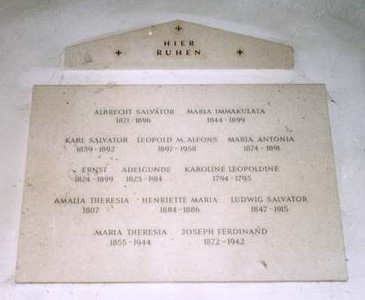 HIER
RUHEN
ALBRECHT SALVATOR MARIA IMMAKULATA
1871-1896 1844-1899
KARL SALVATOR LEOPOLD M. ALFONS MARIA ANTONIA
1839-1892 1897-1958 1874-1891
ERNST ADELGUNDE KAROLINE LEOPOLDINE
1824-1899 1823-1914 1794-1795
AMALIA THERESIA HENRIETTE MARIA LUDWIG SALVATOR
1807 1884-1886 1847-1915
MARIA THERESIA JOSEPH FERDINAND
1855-1944 1872-1942